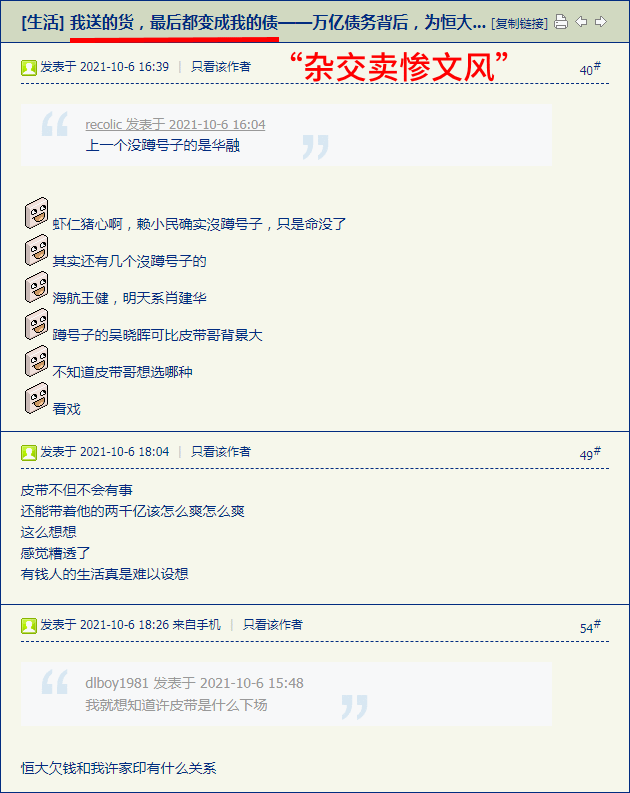 [生活] 我送的货，最后都变成我的债——万亿债务背后，为恒大... [复制链接]
发表于 2021-10-6 16:39 | 只看该作者
“杂交卖惨文风”
40#
recolic 发表于 2021-10-6 16:04
上一个没蹲号子的是华融
虾仁猪心啊，赖小民确实沒蹲号子，只是命没了
其实还有几个沒蹲号子的
海航王健，明天系肖建华
蹲号子的吴晓晖可比皮带哥背景大
不知道皮带哥想选哪种
看戏
发表于 2021-10-6 18:04 | 只看该作者
49#
皮带不但不会有事
还能带着他的两千亿该怎么爽怎么爽
这么想想
感觉糟透了
有钱人的生活真是难以设想
发表于 2021-10-6 18:26 来自手机 | 只看该作者
54#
dlboy1981 发表于 2021-10-6 15:48
我就想知道许皮带是什么下场
恒大欠钱和我许家印有什么关系